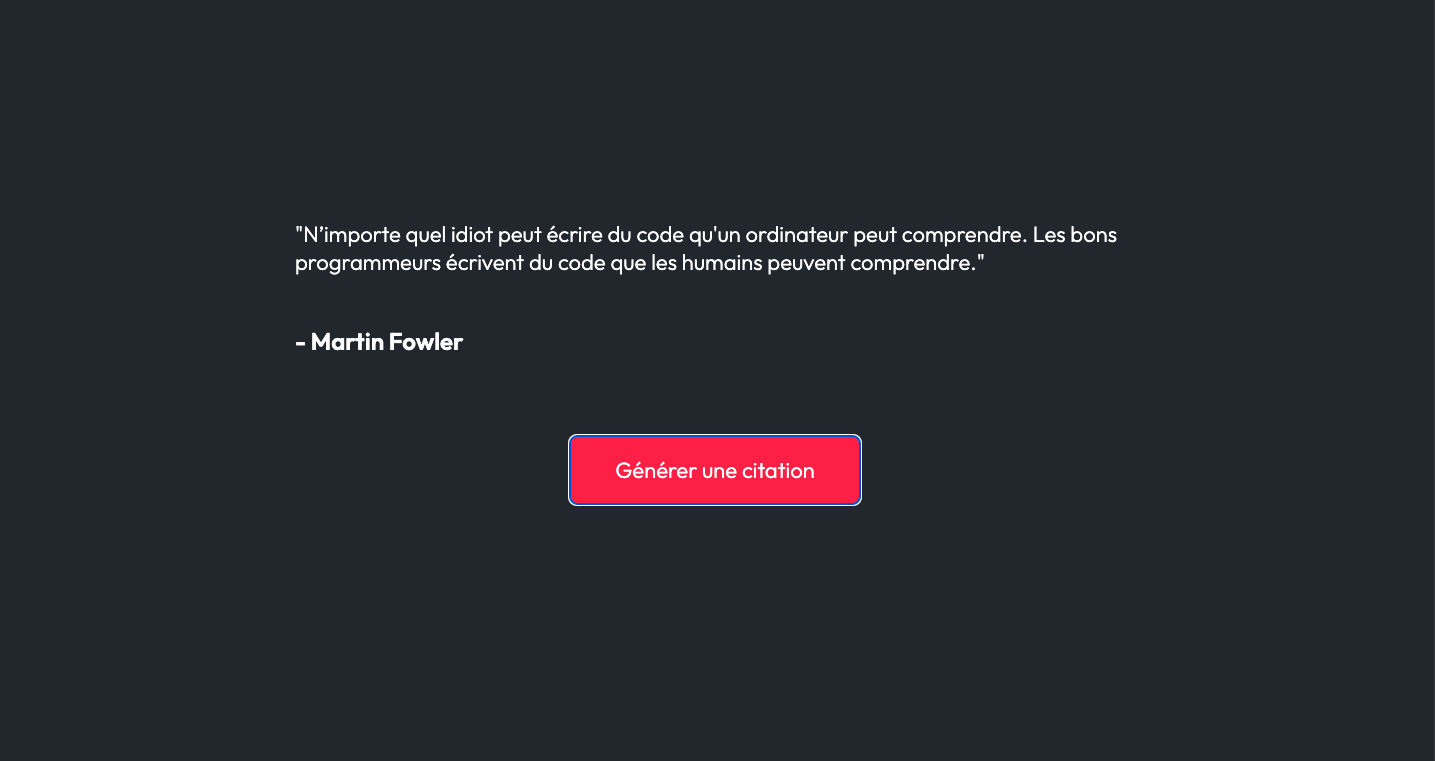 "N’importe quel idiot peut écrire du code qu'un ordinateur peut comprendre. Les bons
programmeurs écrivent du code que les humains peuvent comprendre."
- Martin Fowler
Générer une citation